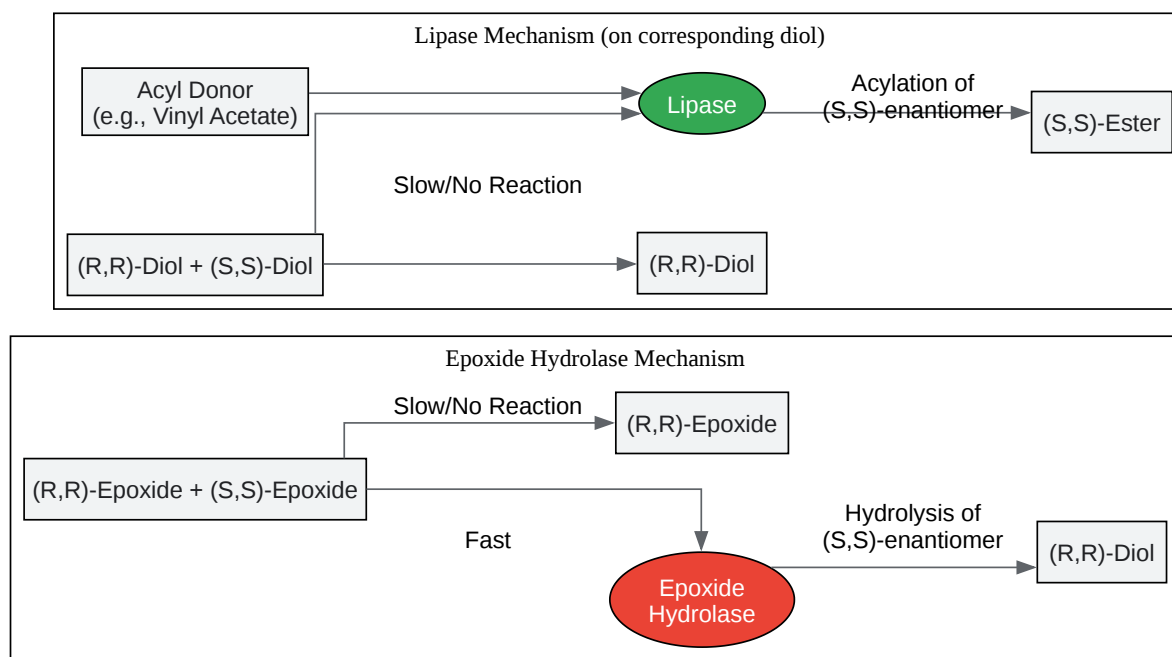 Lipase Mechanism (on corresponding diol)
Acyl Donor
(e.g., Vinyl Acetate)
Lipase
Acylation of
(S,S)-enantiomer
(S,S)-Ester
Slow/No Reaction
(R,R)-Diol + (S,S)-Diol
(R,R)-Diol
Epoxide Hydrolase Mechanism
Slow/No Reaction
(R,R)-Epoxide
(R,R)-Epoxide + (S,S)-Epoxide
Fast
Hydrolysis of
(S,S)-enantiomer
(R,R)-Diol
Epoxide
Hydrolase